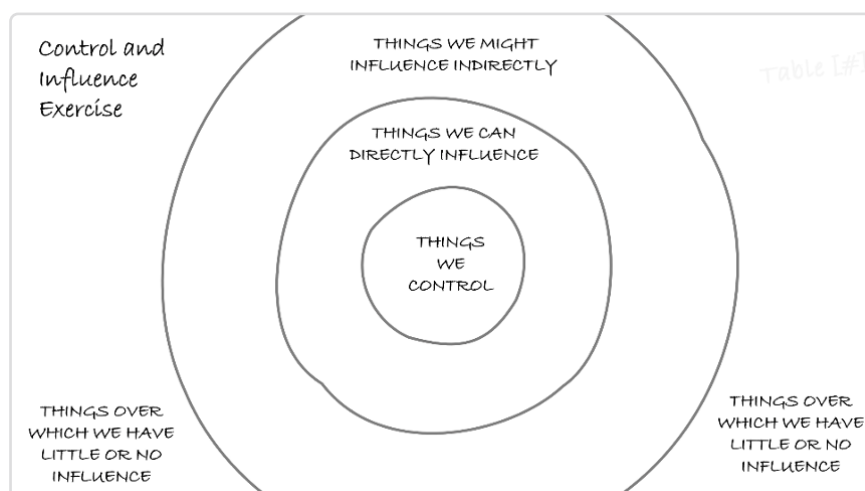 Control and
Influence
Exercise
THINGS WE MIGHT
INFLUENCE INDIRECTLY
Table [#]
THINGS WE CAN
DIRECTLY INFLUENCE
THINGS
WE
CONTROL
THINGS OVER
WHICH WE HAVE
LITTLE OR NO
INFLUENCE
THINGS OVER
WHICH WE HAVE
LITTLE OR NO
INFLUENCE